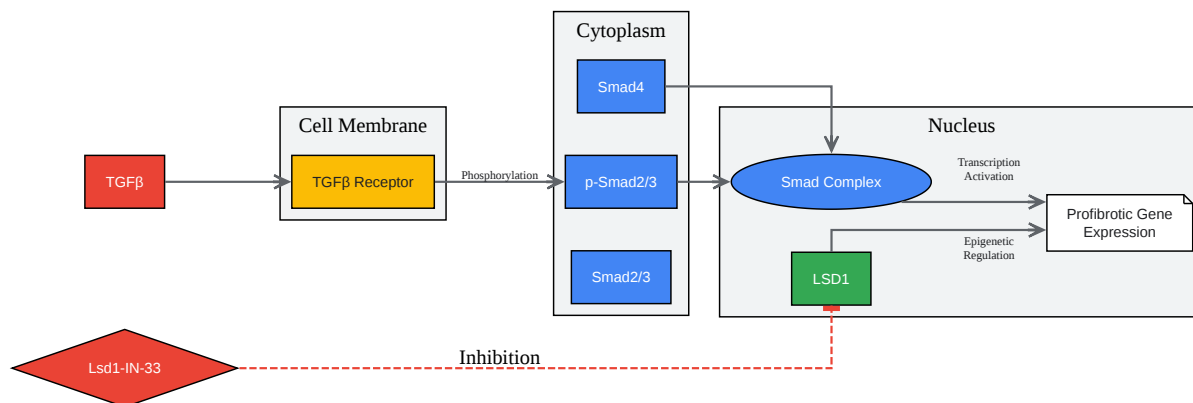 Cytoplasm
Smad4
Cell Membrane
Nucleus
TGFβ
TGFβ Receptor
Phosphorylation
p-Smad2/3
Smad Complex
Transcription
Activation
Profibrotic Gene
Expression
Epigenetic
Regulation
Smad2/3
LSD1
Lsd1-IN-33
Inhibition